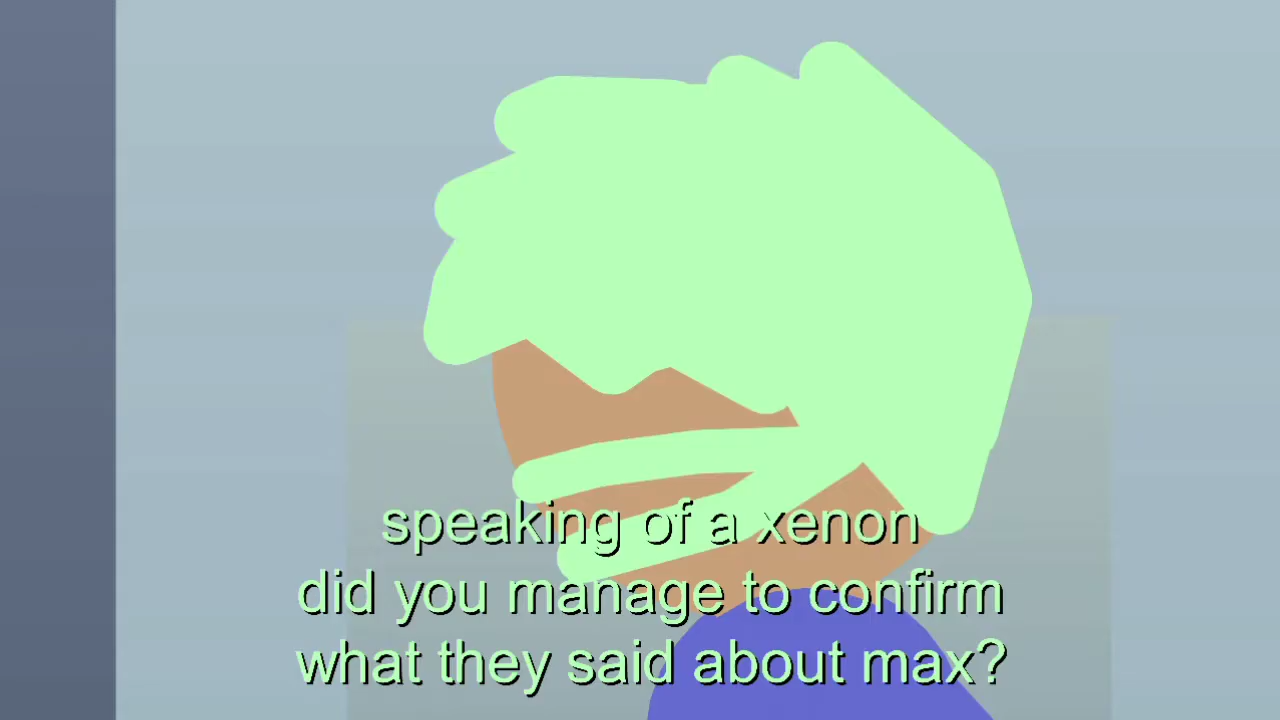 speaking of a xenon
did you manage to confirm
what they said about max?